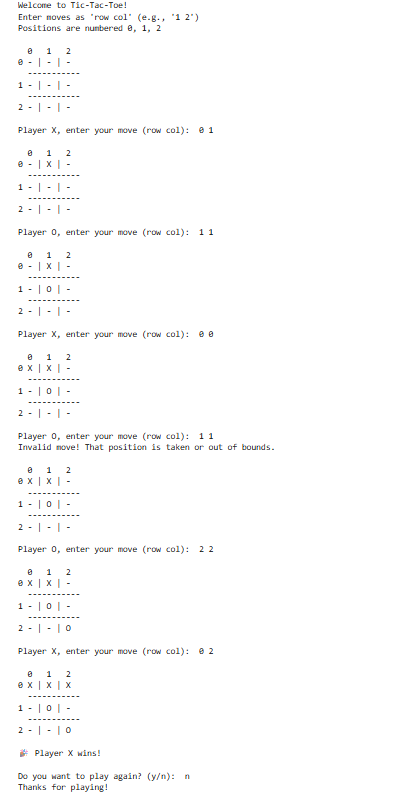 Welcome to Tic-Tac-Toe!
Enter moves as 'row col' (e.g., '1 2')
Positions are numbered 0, 1, 2
  0   1   2
0 - | - | -
  -----------
1 - | - | -
  -----------
2 - | - | -
Player X, enter your move (row col):  0 1
  0   1   2
0 - | X | -
  -----------
1 - | - | -
  -----------
2 - | - | -
Player O, enter your move (row col):  1 1
  0   1   2
0 - | X | -
  -----------
1 - | O | -
  -----------
2 - | - | -
Player X, enter your move (row col):  0 0
  0   1   2
0 X | X | -
  -----------
1 - | O | -
  -----------
2 - | - | -
Player O, enter your move (row col):  1 1
Invalid move! That position is taken or out of bounds.
  0   1   2
0 X | X | -
  -----------
1 - | O | -
  -----------
2 - | - | -
Player O, enter your move (row col):  2 2
  0   1   2
0 X | X | -
  -----------
1 - | O | -
  -----------
2 - | - | O
Player X, enter your move (row col):  0 2
  0   1   2
0 X | X | X
  -----------
1 - | O | -
  -----------
2 - | - | O
🎉 Player X wins!
Do you want to play again? (y/n):  n
Thanks for playing!